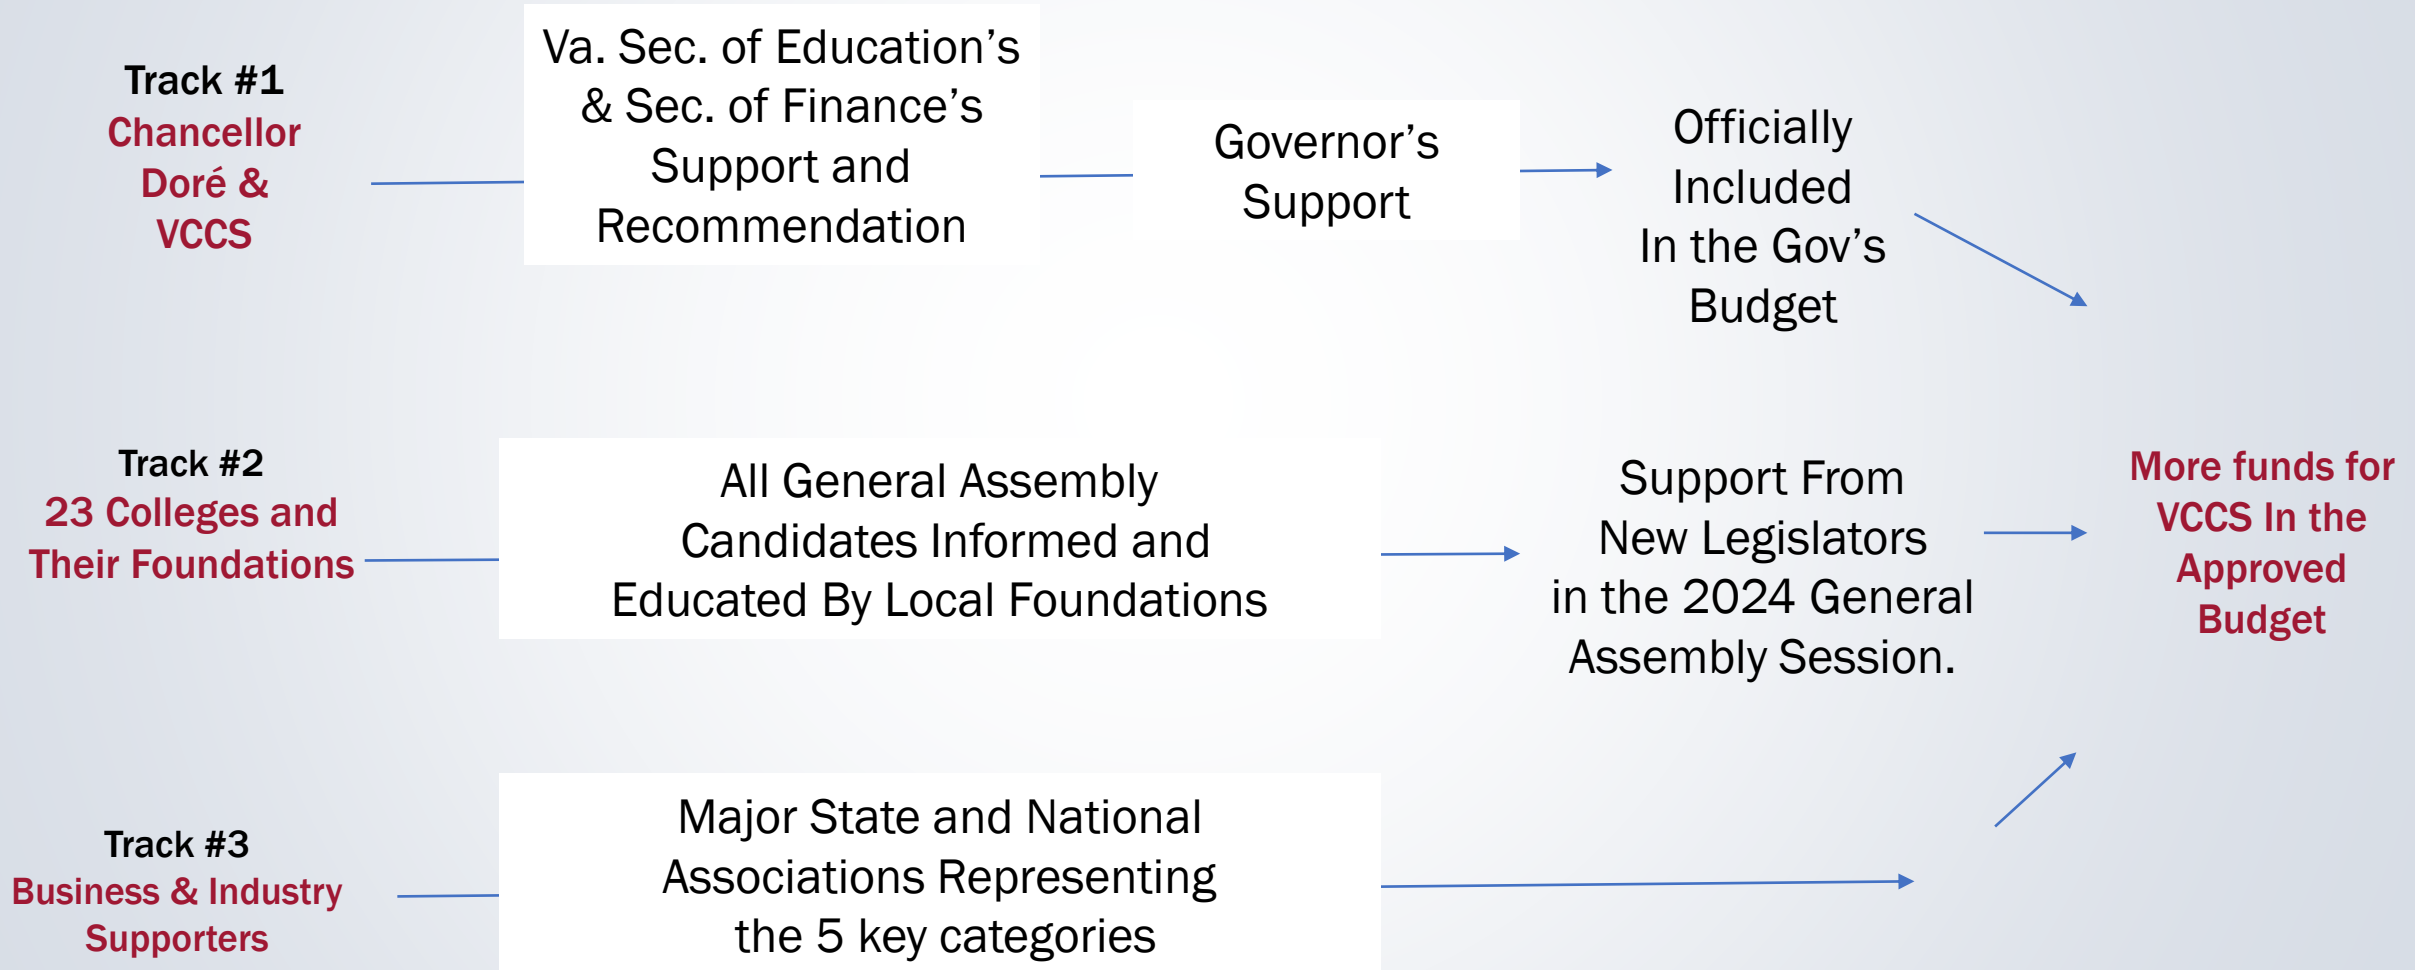 Track #1
Chancellor
Doré &
VCCS
Va. Sec. of Education’s
& Sec. of Finance’s
Support and
Recommendation
Governor’s
Support
Officially
Included
In the Gov’s
Budget
Track #2
23 Colleges and
Their Foundations
All General Assembly
Candidates Informed and
Educated By Local Foundations
Support From
New Legislators
in the 2024 General
Assembly Session.
More funds for
VCCS In the
Approved
Budget
Track #3
Business & Industry
Supporters
Major State and National
Associations Representing
the 5 key categories